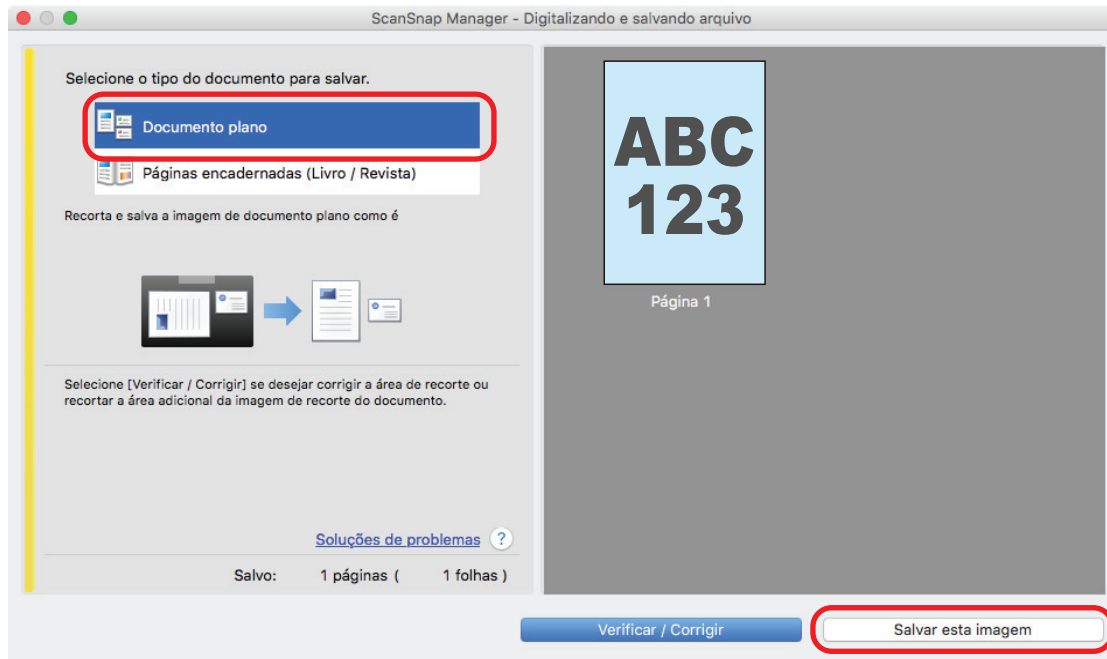 ScanSnap Manager - Digitalizando e salvando arquivo
Selecione o tipo do documento para salvar.
Documento plano
Páginas encadernadas (Livro / Revista)
Recorta e salva a imagem de documento plano como é
Selecione [Verificar / Corrigir] se desejar corrigir a área de recorte ou
recortar a área adicional da imagem de recorte do documento.
Soluções de problemas ?
Salvo: 1 páginas ( 1 folhas )
ABC
123
Página 1
Verificar / Corrigir
Salvar esta imagem